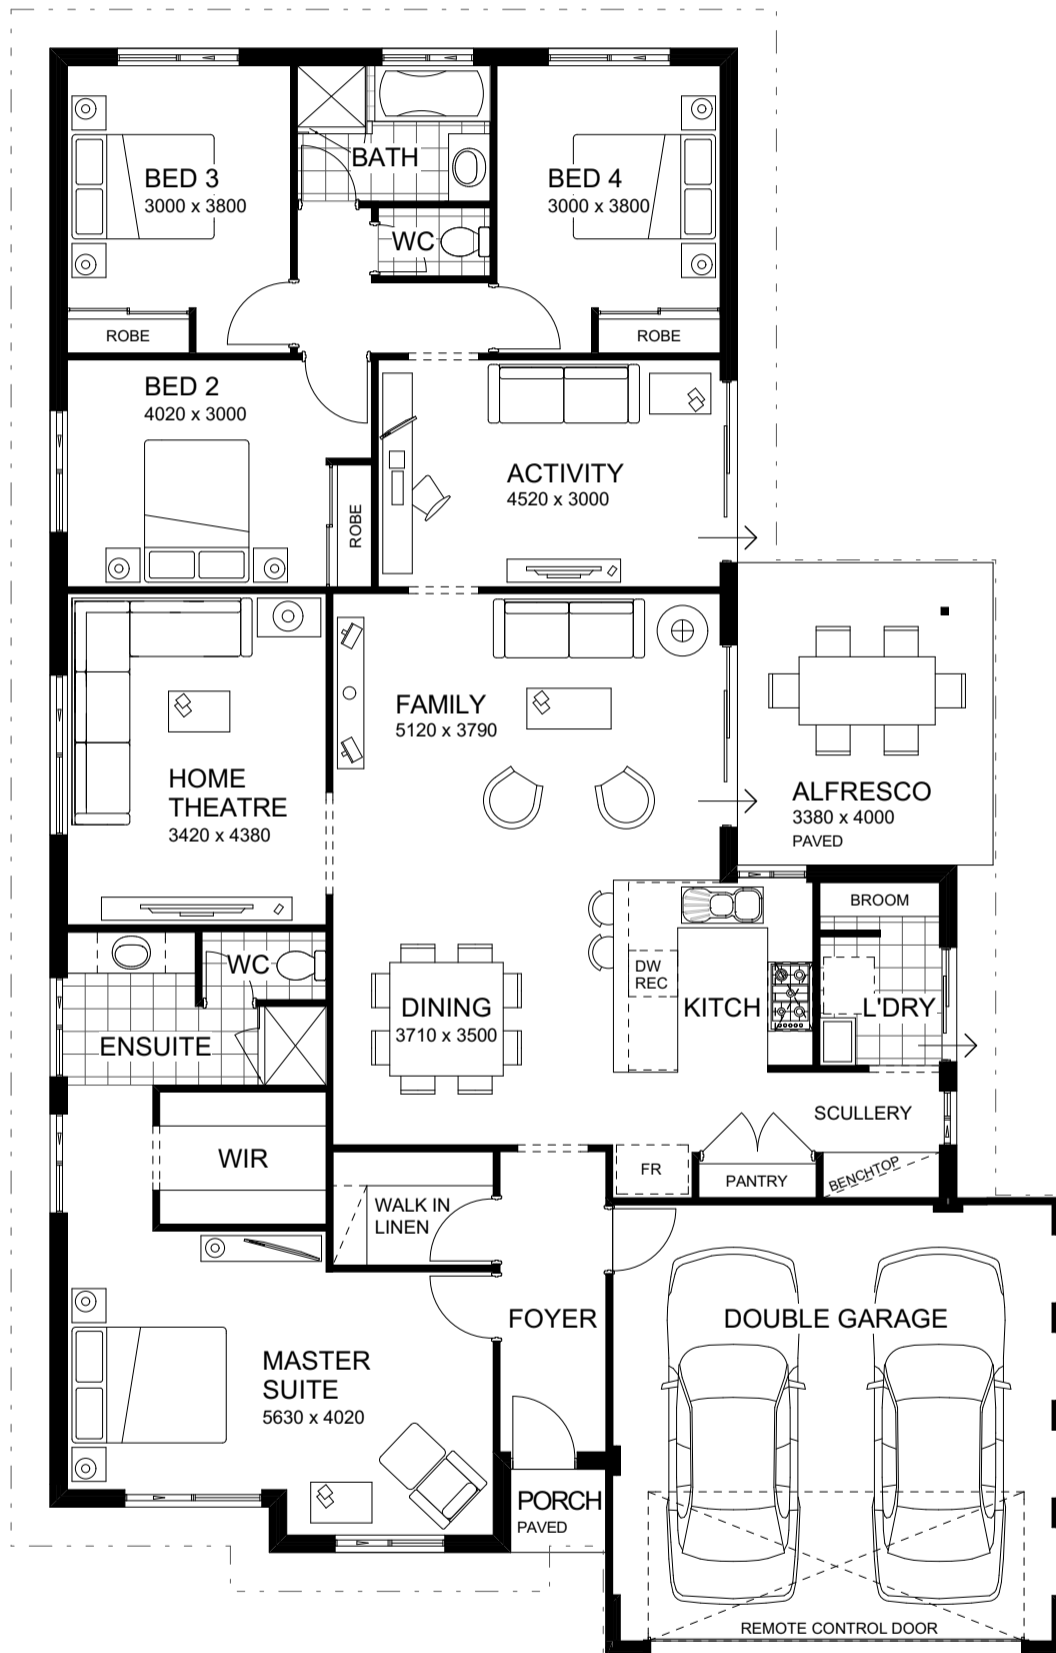 BED 3
3000 x 3800
BATH
WC
BED 4
3000 x 3800
ROBE
ROBE
BED 2
4020 x 3000
ROBE
ACTIVITY
4520 x 3000
HOME
THEATRE
3420 x 4380
FAMILY
5120 x 3790
ALFRESCO
3380 x 4000
PAVED
WC
ENSUITE
DINING
3710 x 3500
DW
REC
KITCH
BROOM
L'DRY
SCULLERY
WIR
WALK IN
LINEN
FR
PANTRY
BENCHTOP
FOYER
DOUBLE GARAGE
MASTER
SUITE
5630 x 4020
PORCH
PAVED
REMOTE CONTROL DOOR